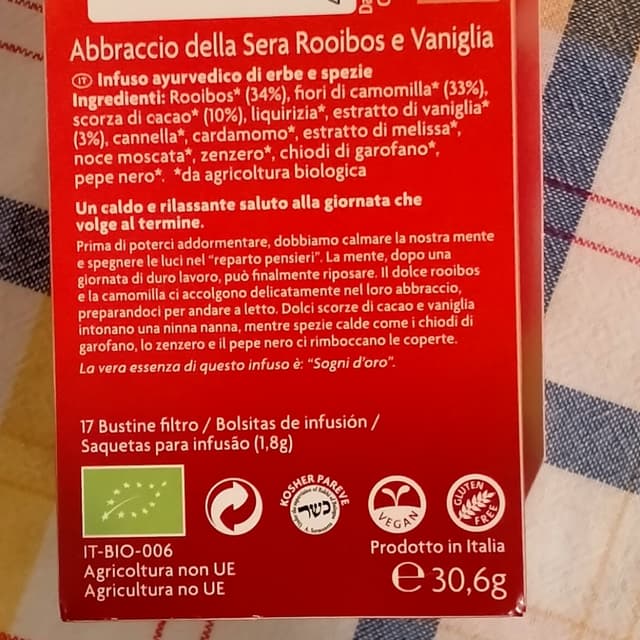 Abbraccio della Sera Rooibos e Vaniglia
IT Infuso ayurvedico di erbe e spezie
Ingredienti: Rooibos* (34%), fiori di camomilla* (33%),
scorza di cacao* (10%), liquirizia*, estratto di vaniglia*
(3%), cannella*, cardamomo*, estratto di melissa*,
noce moscata*, zenzero*, chiodi di garofano*,
pepe nero*. *da agricoltura biologica
Un caldo e rilassante saluto alla giornata che
volge al termine.
Prima di poterci addormentare, dobbiamo calmare la nostra mente
e spegnere le luci nel “reparto pensieri”. La mente, dopo una
giornata di duro lavoro, può finalmente riposare. Il dolce rooibos
e la camomilla ci accolgono delicatamente nel loro abbraccio,
preparandoci per andare a letto. Dolci scorze di cacao e vaniglia
intonano una ninna nanna, mentre spezie calde come i chiodi di
garofano, lo zenzero e il pepe nero ci rimboccano le coperte.
La vera essenza di questo infuso è: “Sogni d’oro”.
17 Bustine filtro / Bolsitas de infusión /
Saquetas para infusão (1,8g)
KOSHER PAREVE
כשר
VEGAN
GLUTEN FREE
IT-BIO-006
Agricoltura non UE
Agricultura no UE
Prodotto in Italia
e 30,6g